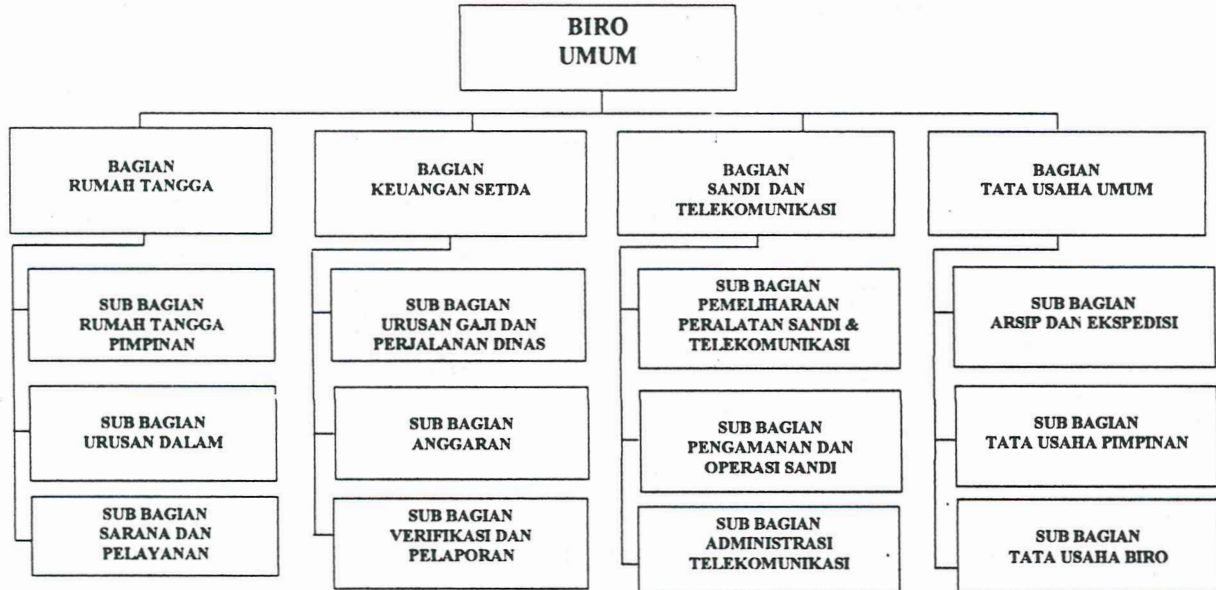 BIRO
UMUM
BAGIAN
RUMAH TANGGA
SUB BAGIAN
RUMAH TANGGA
PIMPINAN
SUB BAGIAN
URUSAN DALAM
SUB BAGIAN
SARANA DAN
PELAYANAN
BAGIAN
KEUANGAN SETDA
SUB BAGIAN
URUSAN GAJI DAN
PERJALANAN DINAS
SUB BAGIAN
ANGGARAN
SUB BAGIAN
VERIFIKASI DAN
PELAPORAN
BAGIAN
SANDI DAN
TELEKOMUNIKASI
SUB BAGIAN
PEMELIHARAAN
PERALATAN SANDI &
TELEKOMUNIKASI
SUB BAGIAN
PENGAMANAN DAN
OPERASI SANDI
SUB BAGIAN
ADMINISTRASI
TELEKOMUNIKASI
BAGIAN
TATA USAHA UMUM
SUB BAGIAN
ARSIP DAN EKSPEDISI
SUB BAGIAN
TATA USAHA PIMPINAN
SUB BAGIAN
TATA USAHA BIRO